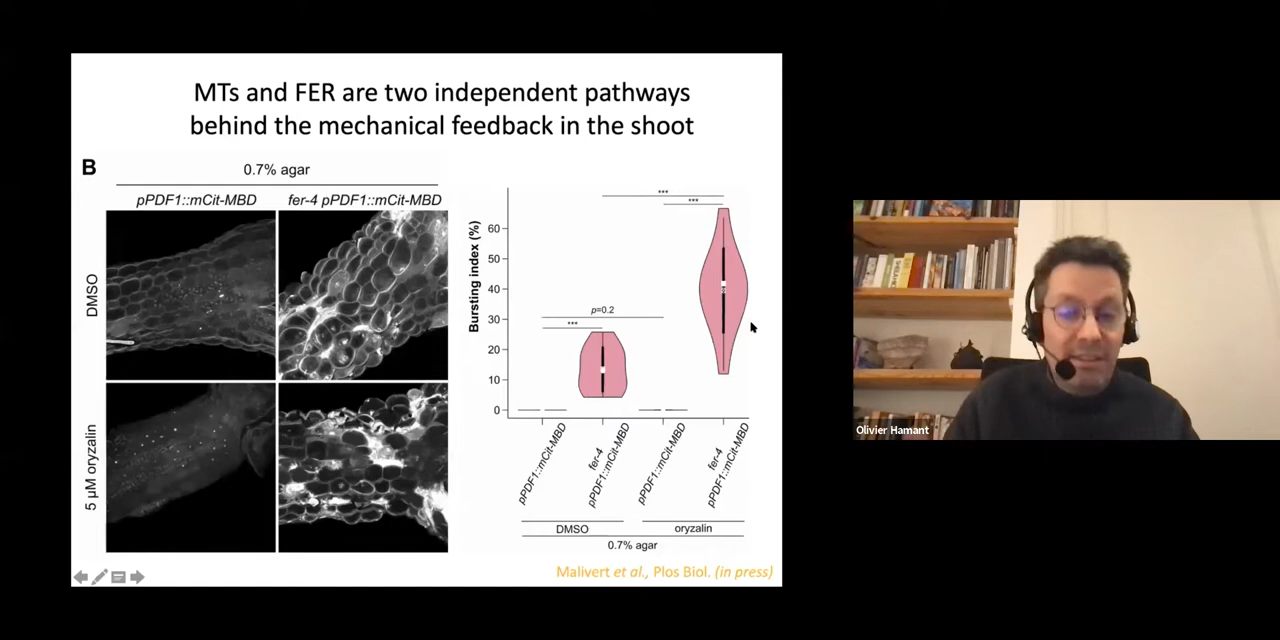 MTs and FER are two independent pathways
behind the mechanical feedback in the shoot
B
0.7% agar
pPDF1::mCit-MBD
fer-4 pPDF1::mCit-MBD
DMSO
5 µM oryzalin
Bursting index (%)
60
50
40
30
20
10
0
***
***
p=0.2
***
pPDF1::mCit-MBD
fer-4
pPDF1::mCit-MBD
pPDF1::mCit-MBD
fer-4
pPDF1::mCit-MBD
DMSO
oryzalin
0.7% agar
Malivert et al., Plos Biol. (in press)
Olivier Hamant